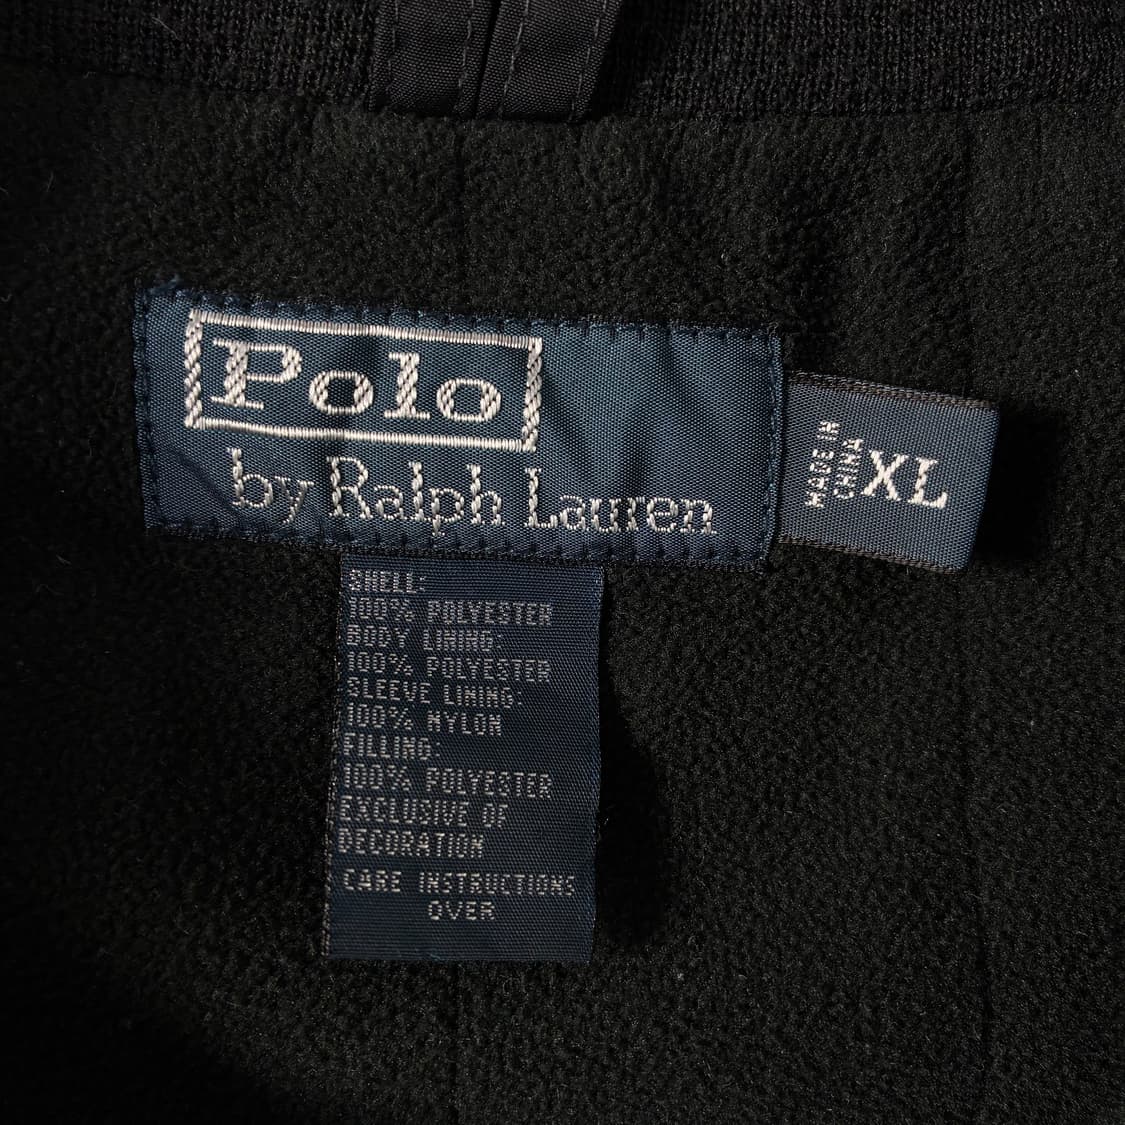 Polo
by Ralph Lauren
MADE IN
CHINA
XL
SHELL:
100% POLYESTER
BODY LINING:
100% POLYESTER
SLEEVE LINING:
100% NYLON
FILLING:
100% POLYESTER
EXCLUSIVE OF
DECORATION
CARE INSTRUCTIONS
OVER